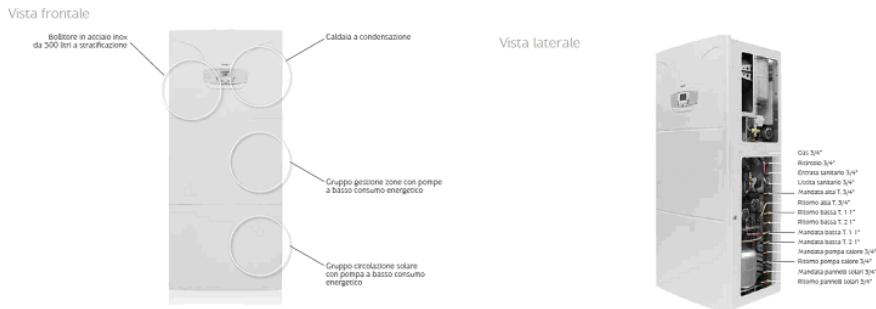 Vista frontale
Bollitore in acciaio inox
da 300 litri a stratificazione
Caldaia a condensazione
Gruppo gestione zone con pompe
a basso consumo energetico
Gruppo circolazione solare
con pompa a basso consumo
energetico
Vista laterale
Gas 3/4"
Ricircolo 3/4"
Entrata sanitario 3/4"
Uscita sanitario 3/4"
Mandata alta T. 3/4"
Ritorno alta T. 3/4"
Ritorno bassa T. 1 1"
Ritorno bassa T. 2 1"
Mandata bassa T. 1 1"
Mandata bassa T. 2 1"
Mandata pompa calore 3/4"
Ritorno pompa calore 3/4"
Mandata pannelli solari 3/4"
Ritorno pannelli solari 3/4"